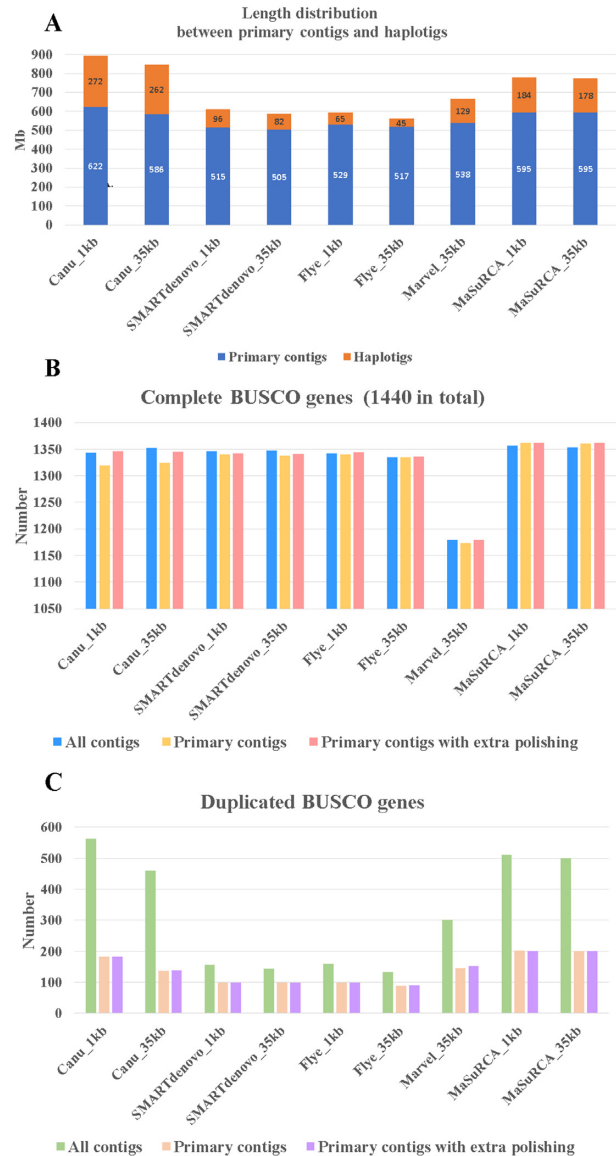 A
Length distribution
between primary contigs and haplotigs
Mb
900
800
700
600
500
400
300
200
100
0
272 262 96 82 65 45 129 184 178
622 586 515 505 529 517 538 595 595
Canu_1kb
Canu_35kb
SMARTdenovo_1kb
SMARTdenovo_35kb
Flye_1kb
Flye_35kb
Marvel_35kb
MaSuRCA_1kb
MaSuRCA_35kb
Primary contigs Haplotigs
B
Complete BUSCO genes (1440 in total)
Number
1400
1350
1300
1250
1200
1150
1100
1050
Canu_1kb
Canu_35kb
SMARTdenovo_1kb
SMARTdenovo_35kb
Flye_1kb
Flye_35kb
Marvel_35kb
MaSuRCA_1kb
MaSuRCA_35kb
All contigs Primary contigs Primary contigs with extra polishing
C
Duplicated BUSCO genes
Number
600
500
400
300
200
100
0
Canu_1kb
Canu_35kb
SMARTdenovo_1kb
SMARTdenovo_35kb
Flye_1kb
Flye_35kb
Marvel_35kb
MaSuRCA_1kb
MaSuRCA_35kb
All contigs Primary contigs Primary contigs with extra polishing